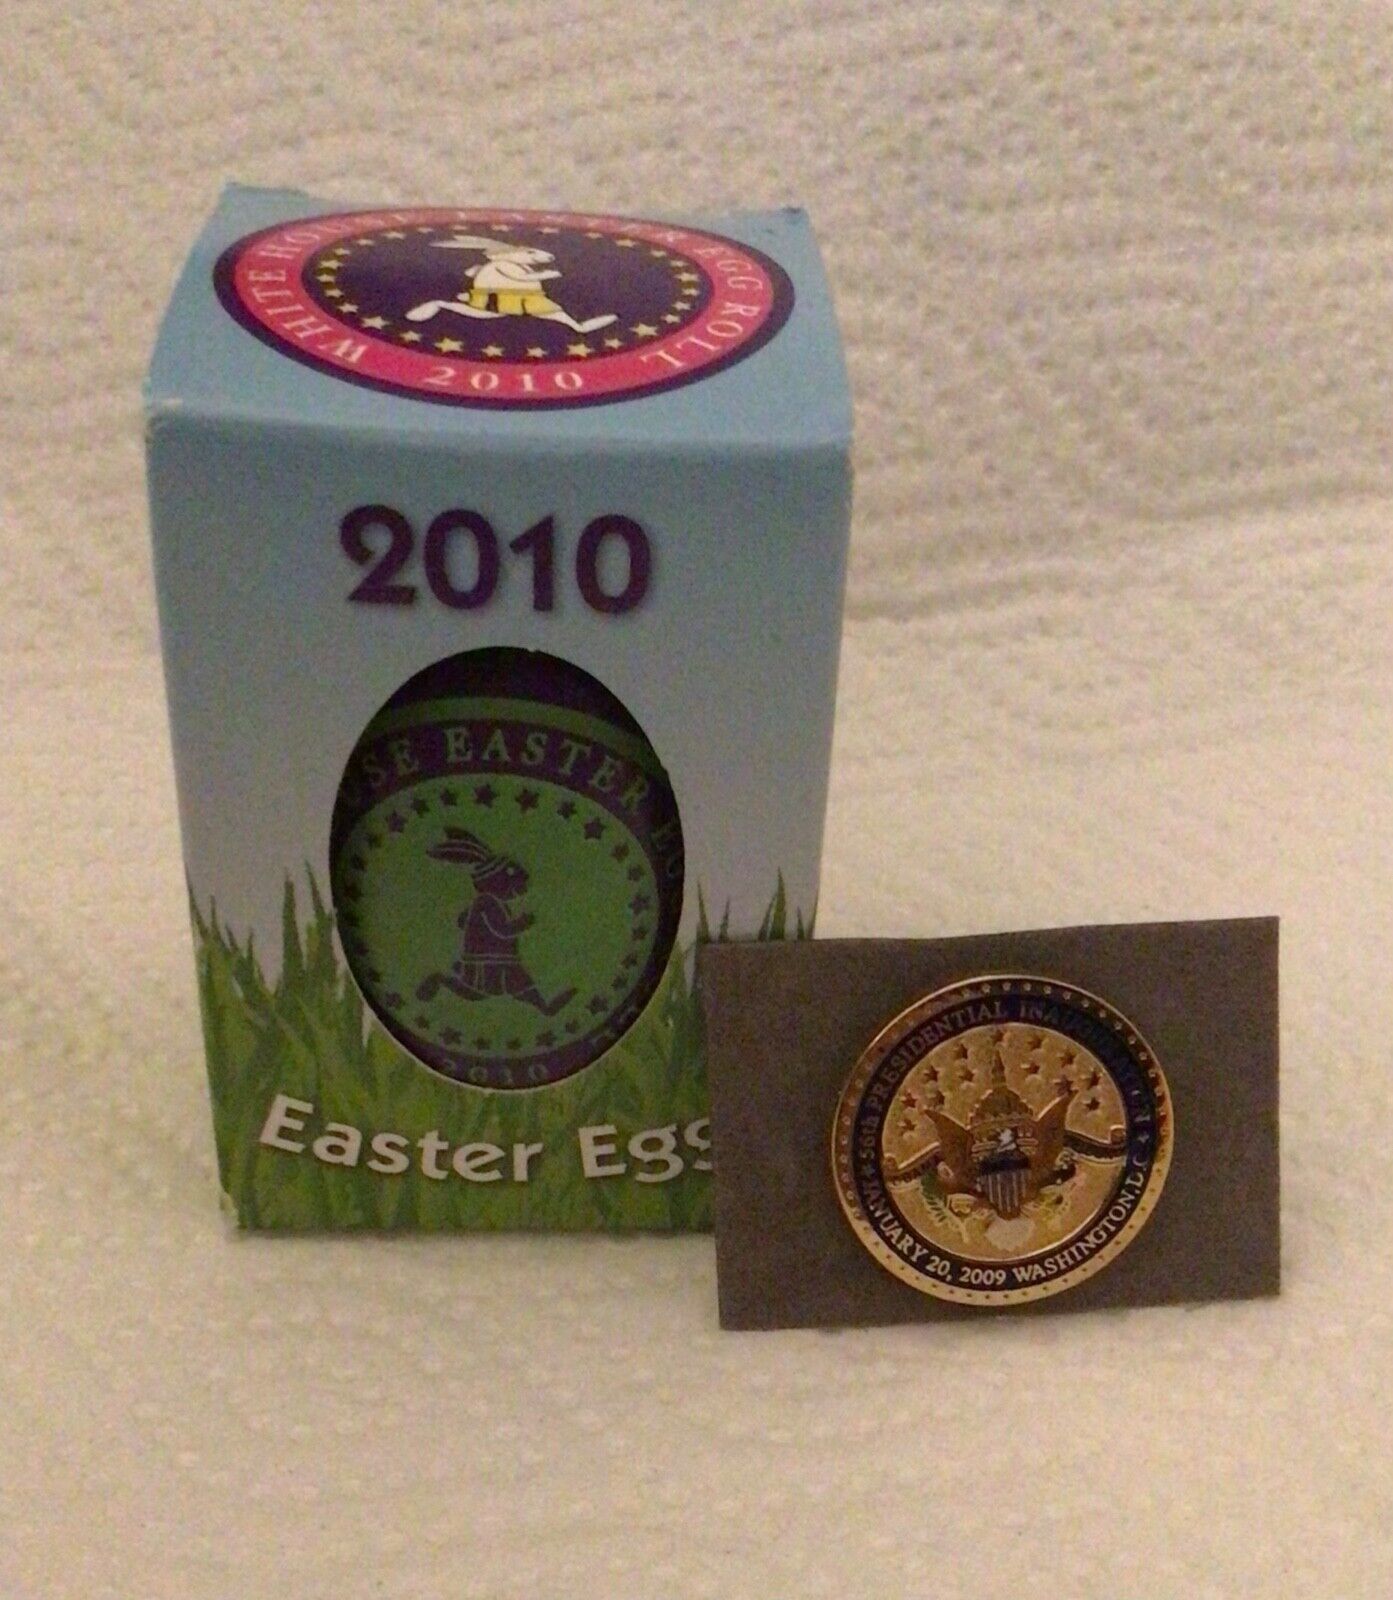 WHITE HOUSE EASTER EGG ROLL
2010
2010
USE EASTER EG
2010
Easter Egg
56th PRESIDENTIAL INAUGURATION
JANUARY 20, 2009 WASHINGTON, D.C.